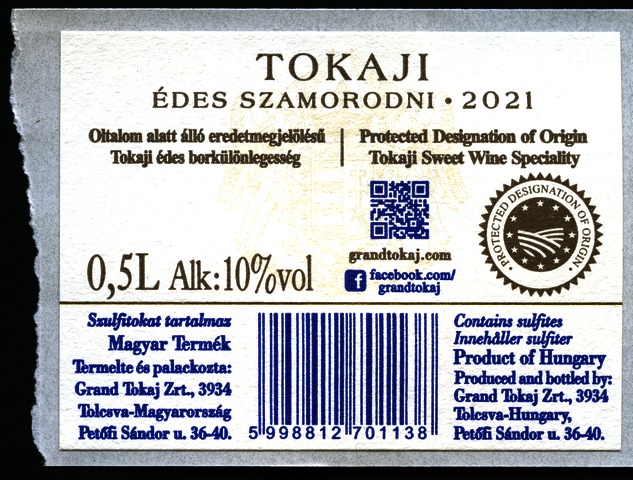 TOKAJI
ÉDES SZAMORODNI • 2021
Oltalom alatt álló eredetmegjelölésű
Tokaji édes borkülönlegesség
Protected Designation of Origin
Tokaji Sweet Wine Speciality
PROTECTED DESIGNATION OF ORIGIN
grandtokaj.com
facebook.com/
grandtokaj
0,5L Alk:10%vol
Szulfitokat tartalmaz
Magyar Termék
Termelte és palackozta:
Grand Tokaj Zrt., 3934
Tolcsva-Magyarország
Petőfi Sándor u. 36-40.
5 998812 701138
Contains sulfites
Innehåller sulfiter
Product of Hungary
Produced and bottled by:
Grand Tokaj Zrt., 3934
Tolcsva-Hungary,
Petőfi Sándor u. 36-40.